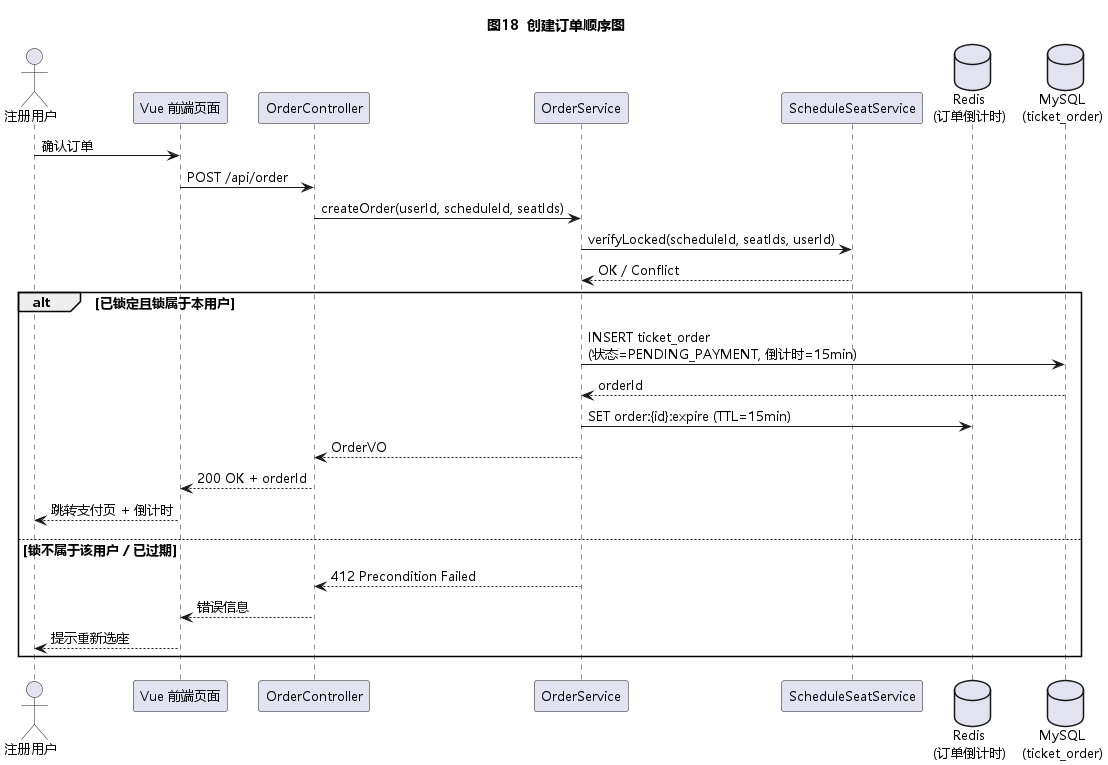 图18 创建订单顺序图
注册用户
Vue 前端页面
OrderController
OrderService
ScheduleSeatService
Redis
(订单倒计时)
MySQL
(ticket_order)
确认订单
POST /api/order
createOrder(userId, scheduleId, seatIds)
verifyLocked(scheduleId, seatIds, userId)
OK / Conflict
alt [已锁定且锁属于本用户]
INSERT ticket_order
(状态=PENDING_PAYMENT, 倒计时=15min)
orderId
SET order:{id}:expire (TTL=15min)
OrderVO
200 OK + orderId
跳转支付页 + 倒计时
[锁不属于该用户 / 已过期]
412 Precondition Failed
错误信息
提示重新选座
注册用户
Vue 前端页面
OrderController
OrderService
ScheduleSeatService
Redis
(订单倒计时)
MySQL
(ticket_order)